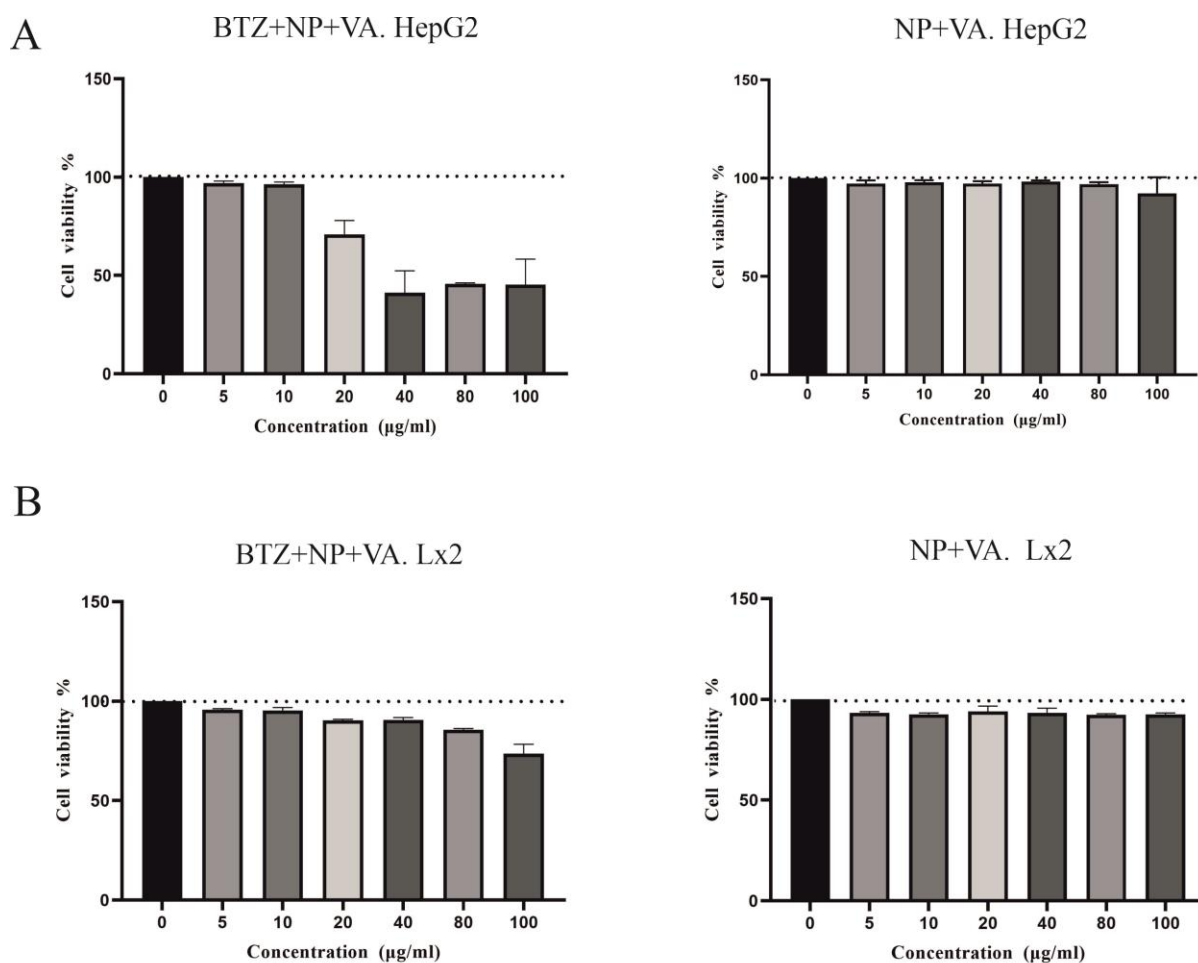 A
BTZ+NP+VA. HepG2
Cell viability %
150
100
50
0
0 5 10 20 40 80 100
Concentration (μg/ml)
NP+VA. HepG2
Cell viability %
150
100
50
0
0 5 10 20 40 80 100
Concentration (μg/ml)
B
BTZ+NP+VA. Lx2
Cell viability %
150
100
50
0
0 5 10 20 40 80 100
Concentration (μg/ml)
NP+VA. Lx2
Cell viability %
150
100
50
0
0 5 10 20 40 80 100
Concentration (μg/ml)